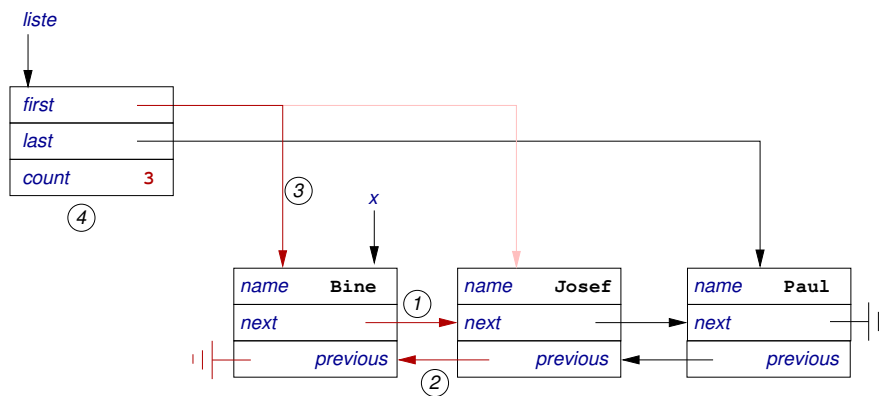 liste
first
last
count 3
4
3
x
name Bine
next
previous
1
2
name Josef
next
previous
name Paul
next
previous